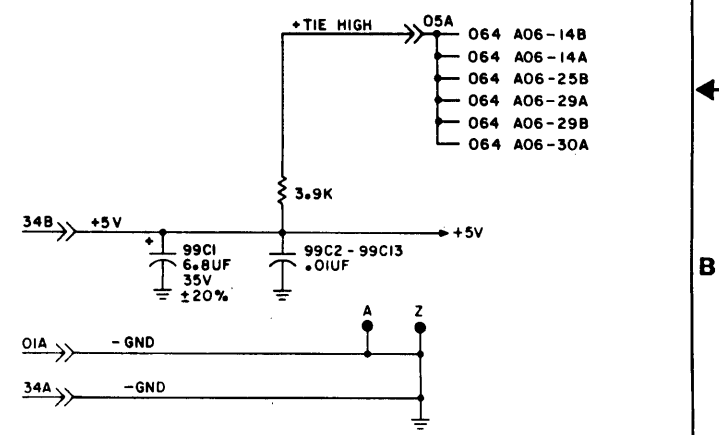 +TIE HIGH
05A
064 A06-14B
064 A06-14A
064 A06-25B
064 A06-29A
064 A06-29B
064 A06-30A
3.9K
34B
+5V
+5V
+
99C1
6.8UF
35V
±20%
99C2-99C13
.01UF
B
A
Z
01A
-GND
34A
-GND